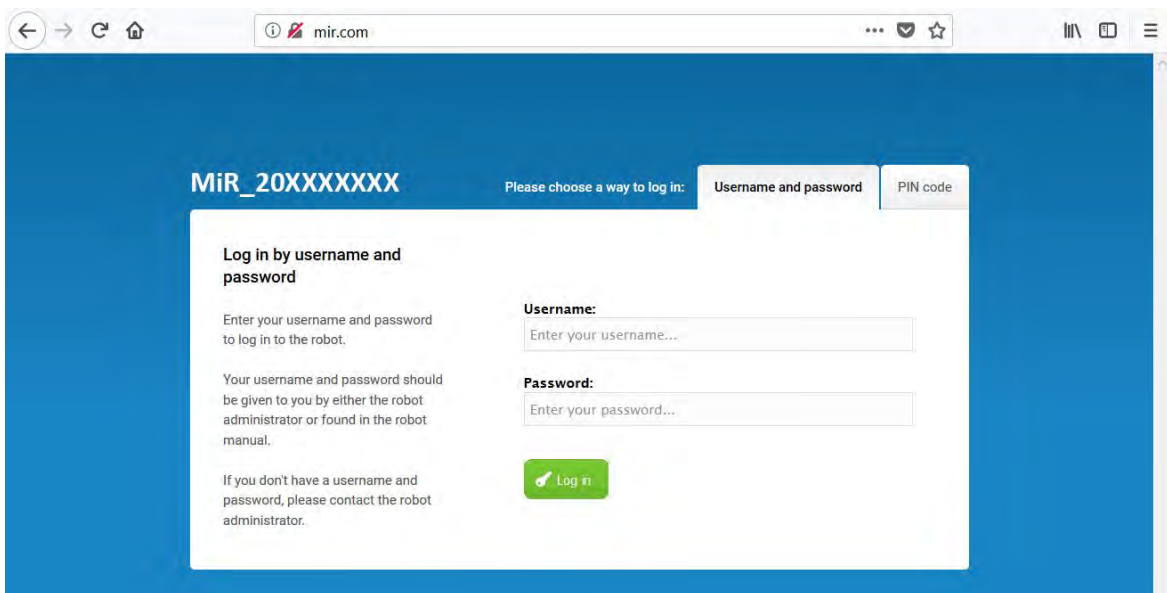 mir.com
MiR_20XXXXXXX
Please choose a way to log in:
Username and password
PIN code
Log in by username and
password
Enter your username and password
to log in to the robot.
Your username and password should
be given to you by either the robot
administrator or found in the robot
manual.
If you don't have a username and
password, please contact the robot
administrator.
Username:
Enter your username...
Password:
Enter your password...
Log in